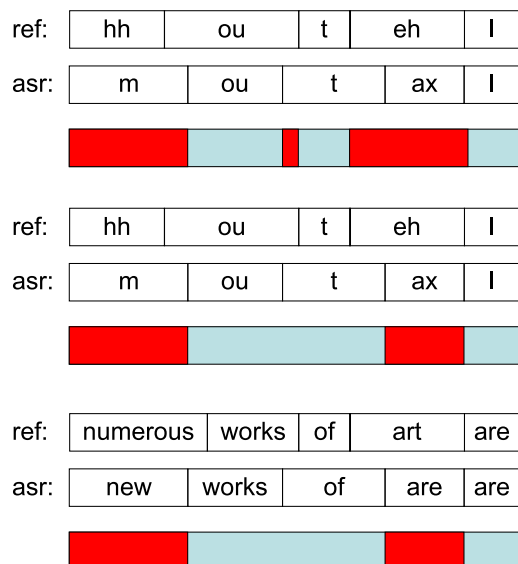 ref: hh ou t eh l
asr: m ou t ax l
ref: hh ou t eh l
asr: m ou t ax l
ref: numerous works of art are
asr: new works of are are